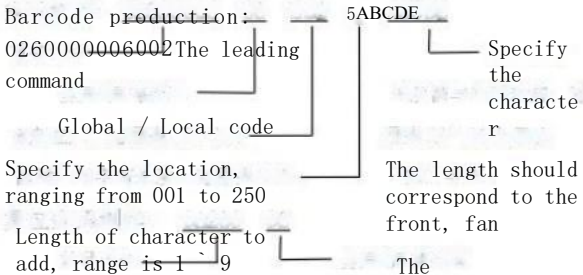 Barcode production:
5ABCDE
0260000006002The leading
command
Specify
the
characte
r
Global / Local code
Specify the location,
ranging from 001 to 250
The length should
correspond to the
front, fan
Length of character to
add, range is 1 ` 9
The